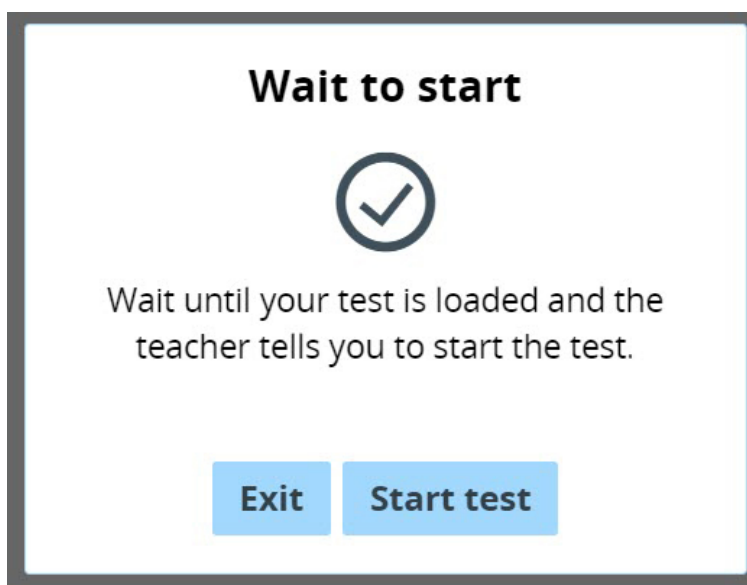 Wait to start
Wait until your test is loaded and the
teacher tells you to start the test.
Exit
Start test